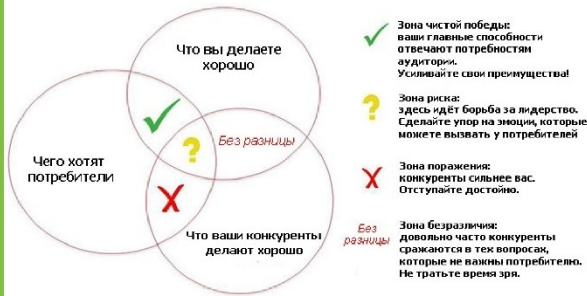 Что вы делаете
хорошо
?
Без разницы
Чего хотят
потребители
Что ваши конкуренты
делают хорошо
Зона чистой победы:
ваши главные способности
отвечают потребностям
аудитории.
Усиливайте свои преимущества!
?
Зона риска:
здесь идёт борьба за лидерство.
Сделайте упор на эмоции, которые
можете вызвать у потребителей
Зона поражения:
конкуренты сильнее вас.
Отступайте достойно.
Без
разницы
Зона безразличия:
довольно часто конкуренты
сражаются в тех вопросах,
которые не важны потребителю.
Не тратьте время зря.